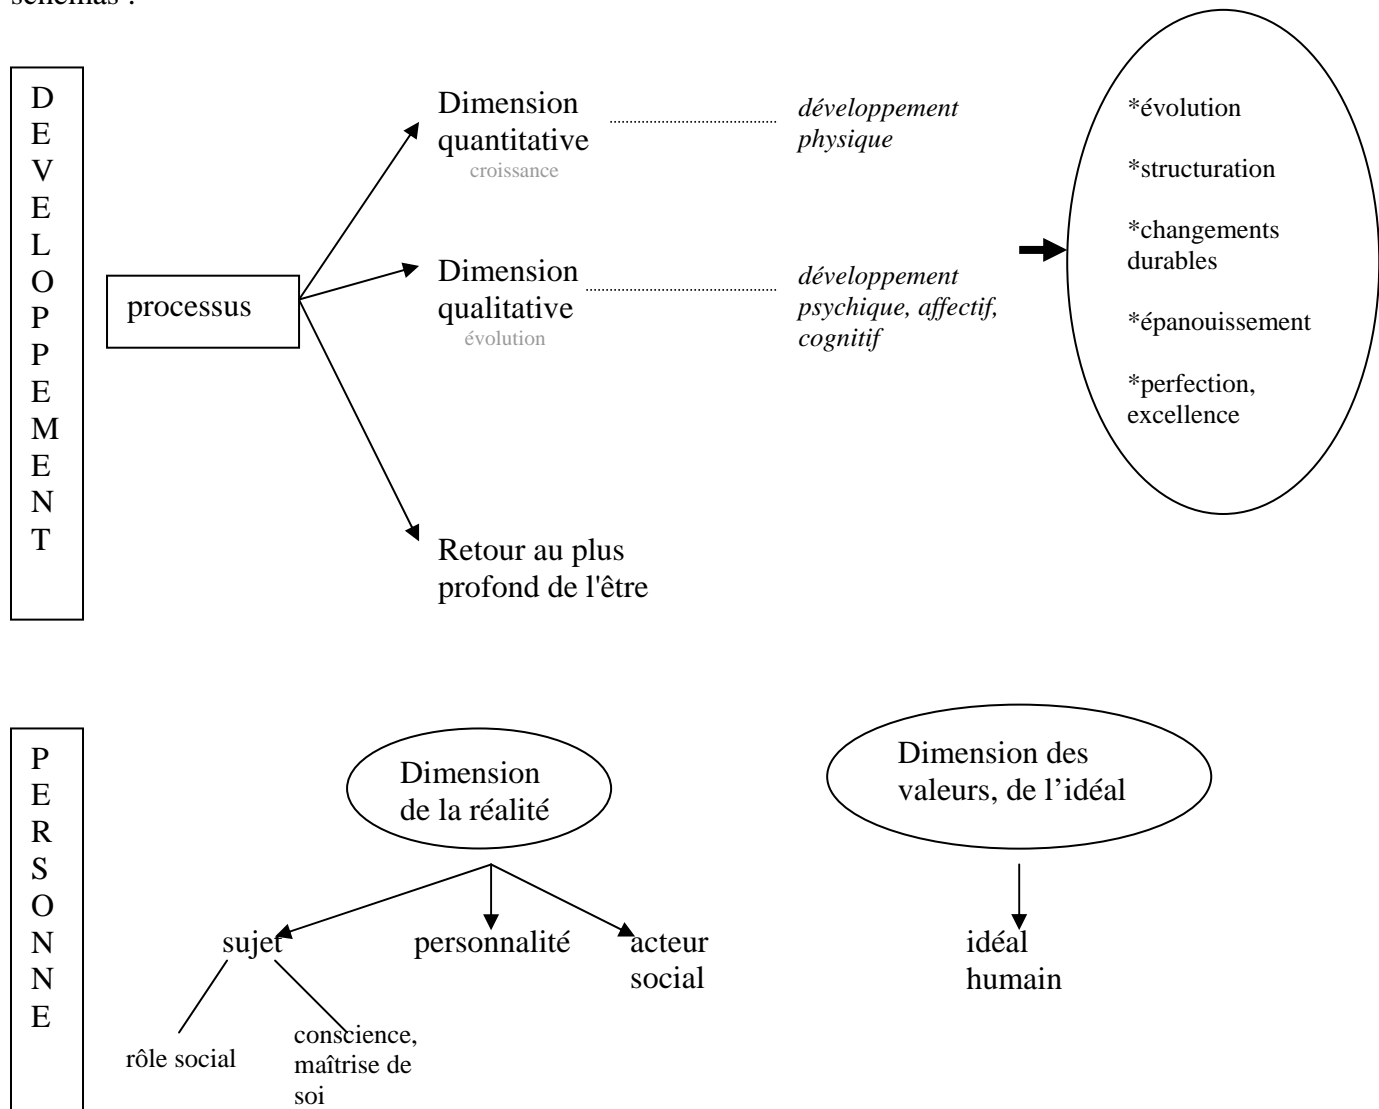 schémas :
D
E
V
E
L
O
P
P
E
M
E
N
T
processus
Dimension
quantitative
croissance
développement
physique
Dimension
qualitative
évolution
développement
psychique, affectif,
cognitif
Retour au plus
profond de l'être
*évolution
*structuration
*changements
durables
*épanouissement
*perfection,
excellence
P
E
R
S
O
N
N
E
Dimension
de la réalité
Dimension des
valeurs, de l’idéal
sujet
personnalité
acteur
social
idéal
humain
rôle social
conscience,
maîtrise de
soi